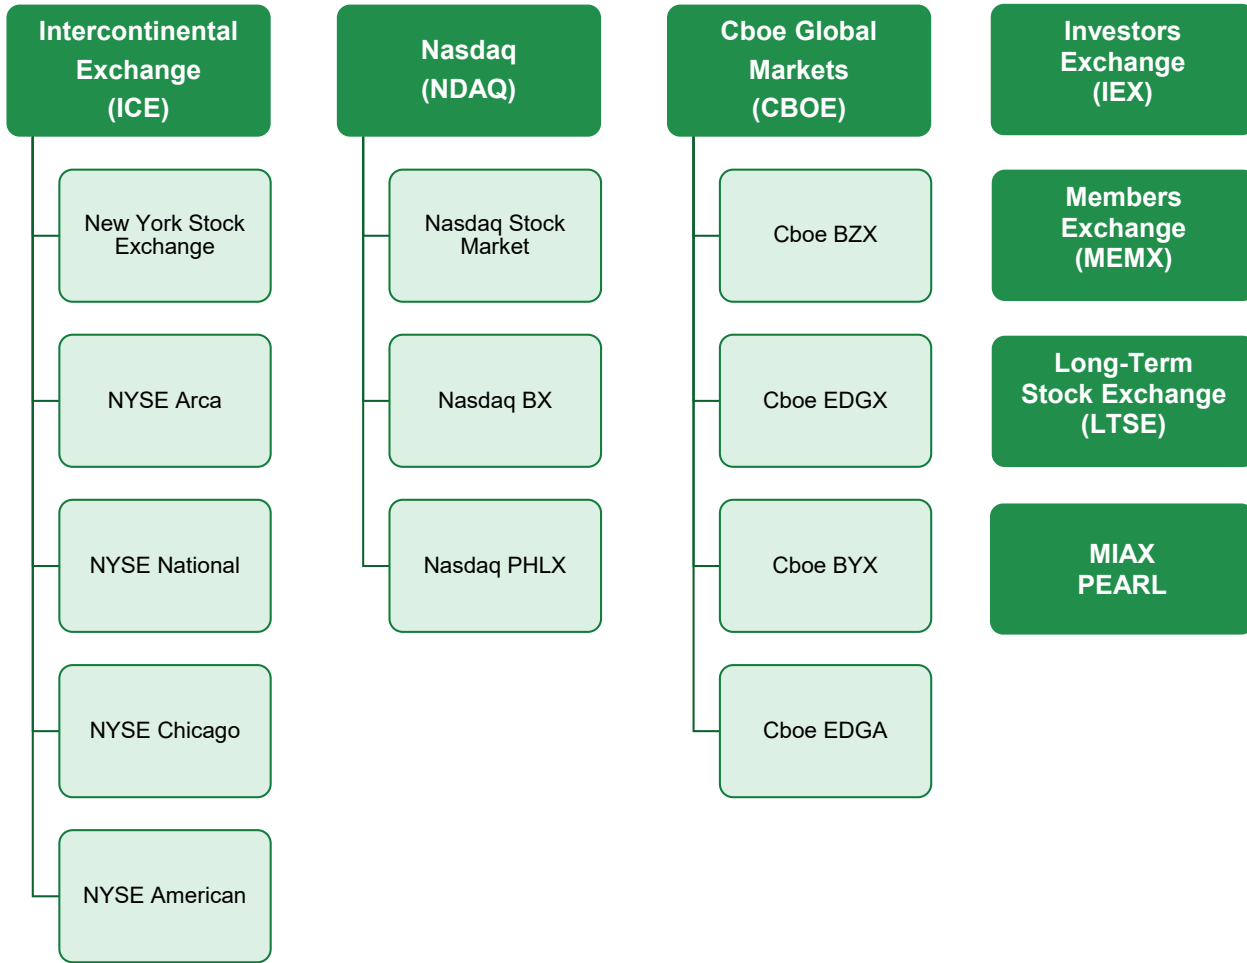 Intercontinental
Exchange
(ICE)
New York Stock
Exchange
NYSE Arca
NYSE National
NYSE Chicago
NYSE American
Nasdaq
(NDAQ)
Nasdaq Stock
Market
Nasdaq BX
Nasdaq PHLX
Cboe Global
Markets
(CBOE)
Cboe BZX
Cboe EDGX
Cboe BYX
Cboe EDGA
Investors
Exchange
(IEX)
Members
Exchange
(MEMX)
Long-Term
Stock Exchange
(LTSE)
MIAX
PEARL